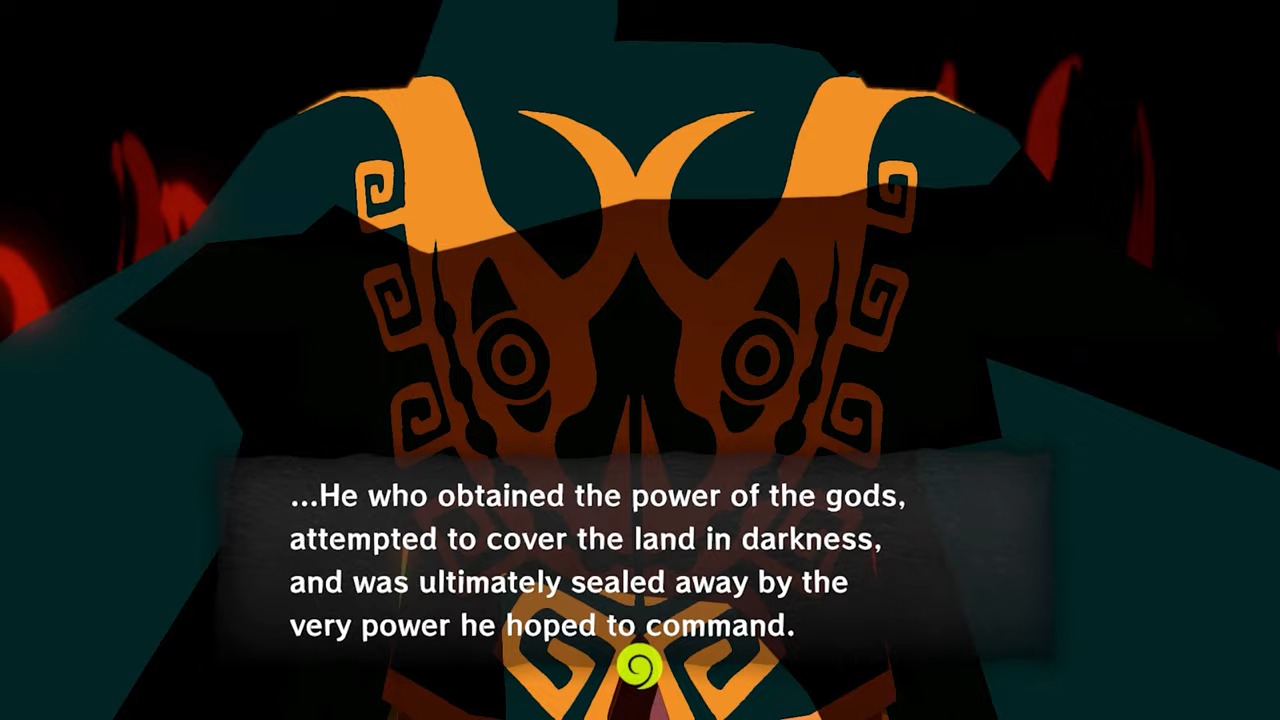 ...He who obtained the power of the gods,
attempted to cover the land in darkness,
and was ultimately sealed away by the
very power he hoped to command.